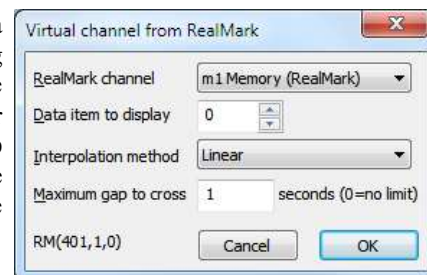 Virtual channel from RealMark
RealMark channel m1 Memory (RealMark)
Data item to display 0
Interpolation method Linear
Maximum gap to cross 1 seconds (0=no limit)
RM(401,1,0) Cancel OK